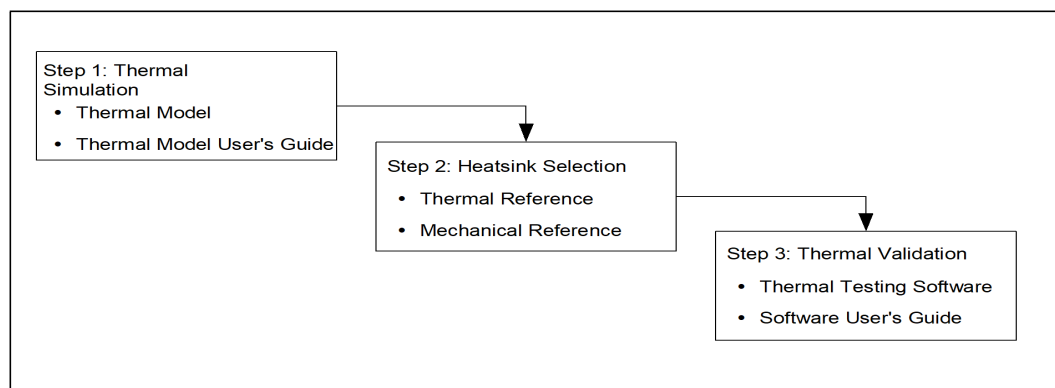 Step 1: Thermal
Simulation
• Thermal Model
• Thermal Model User's Guide
Step 2: Heatsink Selection
• Thermal Reference
• Mechanical Reference
Step 3: Thermal Validation
• Thermal Testing Software
• Software User's Guide